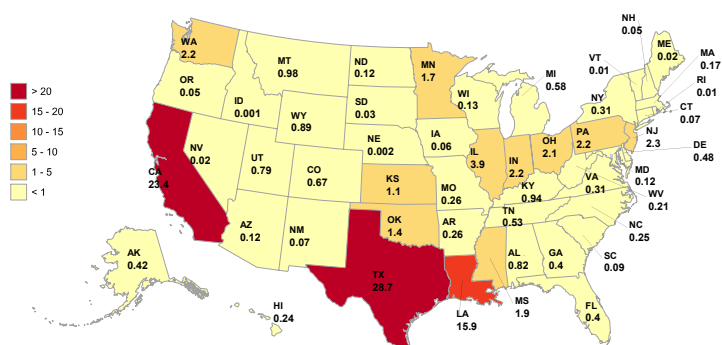 > 20
15 - 20
10 - 15
5 - 10
1 - 5
< 1
WA
2.2
OR
0.05
CA
23.4
NV
0.02
ID
0.001
MT
0.98
WY
0.89
UT
0.79
AZ
0.12
CO
0.67
NM
0.07
ND
0.12
SD
0.03
NE
0.002
KS
1.1
OK
1.4
TX
28.7
MN
1.7
IA
0.06
MO
0.26
AR
0.26
LA
15.9
WI
0.13
IL
3.9
MI
0.58
IN
2.2
OH
2.1
KY
0.94
TN
0.53
MS
1.9
AL
0.82
GA
0.4
FL
0.4
SC
0.09
NC
0.25
VA
0.31
WV
0.21
MD
0.12
DE
0.48
NJ
2.3
PA
2.2
NY
0.31
CT
0.07
RI
0.01
MA
0.17
VT
0.01
NH
0.05
ME
0.02
AK
0.42
HI
0.24